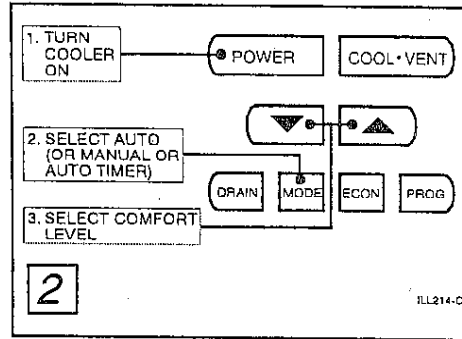 1. TURN
COOLER
ON
POWER
COOL•VENT
2. SELECT AUTO
(OR MANUAL OR
AUTO TIMER)
DRAIN
MODE
ECON
PROG
3. SELECT COMFORT
LEVEL
2
ILL214-C